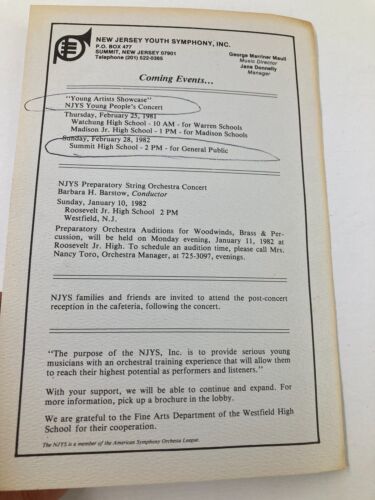 NEW JERSEY YOUTH SYMPHONY, INC.
P.O. BOX 477
SUMMIT, NEW JERSEY 07901
Telephone (201) 522-0365
George Marriner Maull
Music Director
Jane Donnelly
Manager
Coming Events...
"Young Artists Showcase"
NJYS Young People's Concert
Thursday, February 25, 1981
Watchung High School - 10 AM - for Warren Schools
Madison Jr. High School - 1 PM - for Madison Schools
Sunday, February 28, 1982
Summit High School - 2 PM - for General Public
NJYS Preparatory String Orchestra Concert
Barbara H. Barstow, Conductor
Sunday, January 10, 1982
Roosevelt Jr. High School 2 PM
Westfield, N.J.
Preparatory Orchestra Auditions for Woodwinds, Brass & Per-
cussion, will be held on Monday evening, January 11, 1982 at
Roosevelt Jr. High. To schedule an audition time, please call Mrs.
Nancy Toro, Orchestra Manager, at 725-3097, evenings.
NJYS families and friends are invited to attend the post-concert
reception in the cafeteria, following the concert.
"The purpose of the NJYS, Inc. is to provide serious young
musicians with an orchestral training experience that will allow them
to reach their highest potential as performers and listeners."
With your support, we will be able to continue and expand. For
more information, pick up a brochure in the lobby.
We are grateful to the Fine Arts Department of the Westfield High
School for their cooperation.
The NJYS is a member of the American Symphony Orchestra League.